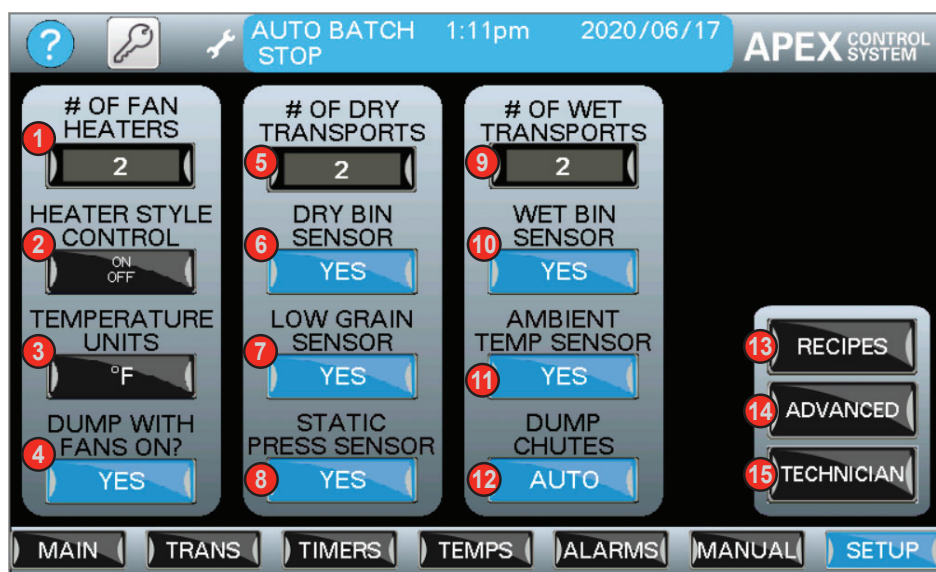 ?
AUTO BATCH 1:11pm 2020/06/17
STOP
APEX CONTROL SYSTEM
# OF FAN
HEATERS
1
2
HEATER STYLE
CONTROL
2
ON
OFF
TEMPERATURE
UNITS
3
°F
DUMP WITH
FANS ON?
4
YES
# OF DRY
TRANSPORTS
5
2
DRY BIN
SENSOR
6
YES
LOW GRAIN
SENSOR
7
YES
STATIC
PRESS SENSOR
8
YES
# OF WET
TRANSPORTS
9
2
WET BIN
SENSOR
10
YES
AMBIENT
TEMP SENSOR
11
YES
DUMP
CHUTES
12
AUTO
13 RECIPES
14 ADVANCED
15 TECHNICIAN
MAIN TRANS TIMERS TEMPS ALARMS MANUAL SETUP